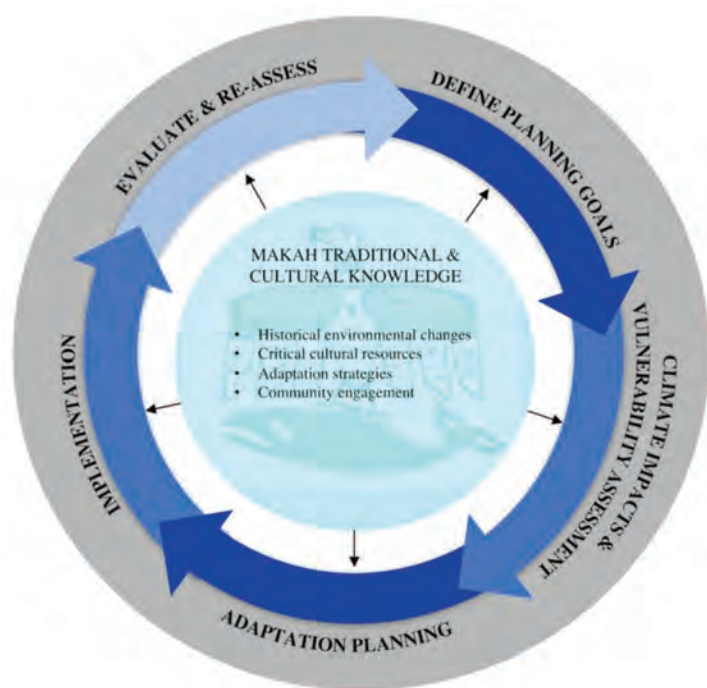 EVALUATE & RE-ASSESS
DEFINE PLANNING GOALS
CLIMATE IMPACTS &
VULNERABILITY ASSESSMENT
ADAPTATION PLANNING
IMPLEMENTATION
MAKAH TRADITIONAL &
CULTURAL KNOWLEDGE
• Historical environmental changes
• Critical cultural resources
• Adaptation strategies
• Community engagement